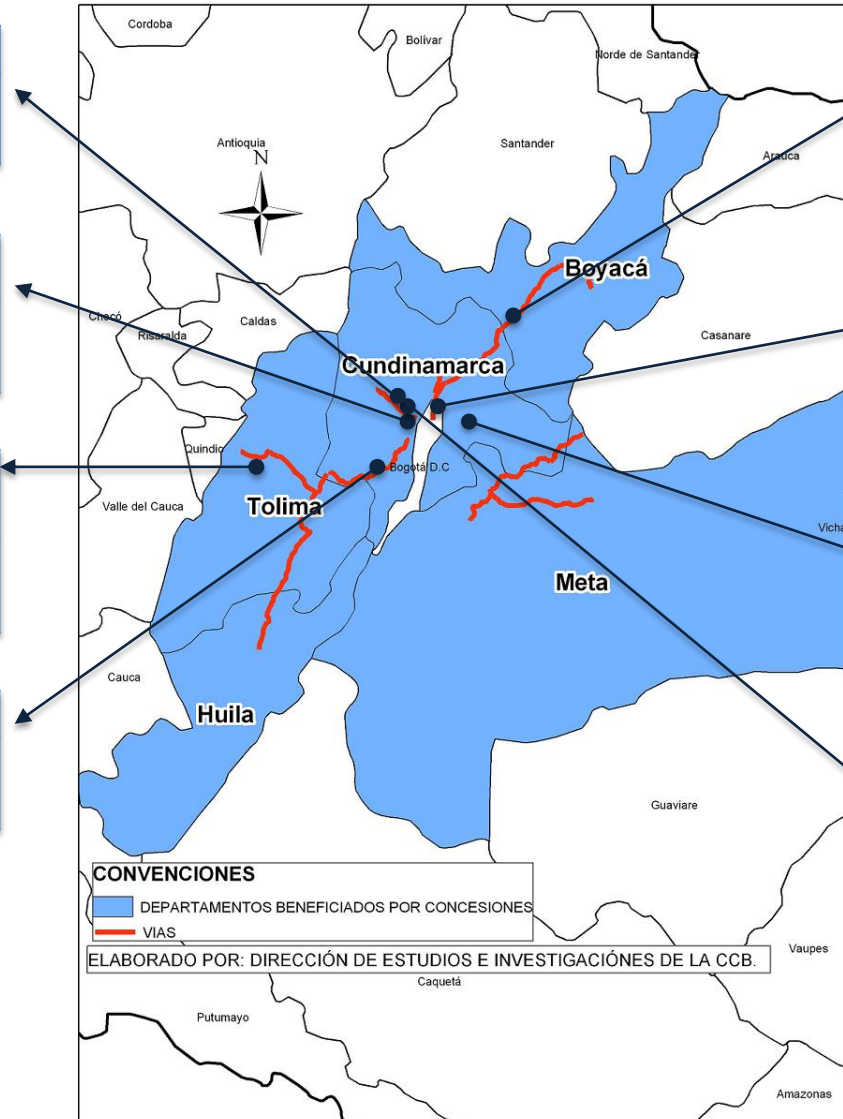 Cordoba
Bolívar
Norde de Santander
Antioquia
N
Santander
Arauca
Boyacá
Chocó
Risaralda
Caldas
Casanare
Cundinamarca
Quindio
Bogotá D.C
Valle del Cauca
Tolima
Vicha
Meta
Cauca
Huila
Guaviare
CONVENCIONES
DEPARTAMENTOS BENEFICIADOS POR CONCESIONES
VIAS
ELABORADO POR: DIRECCIÓN DE ESTUDIOS E INVESTIGACIÓNES DE LA CCB.
Vaupes
Caquetá
Putumayo
Amazonas